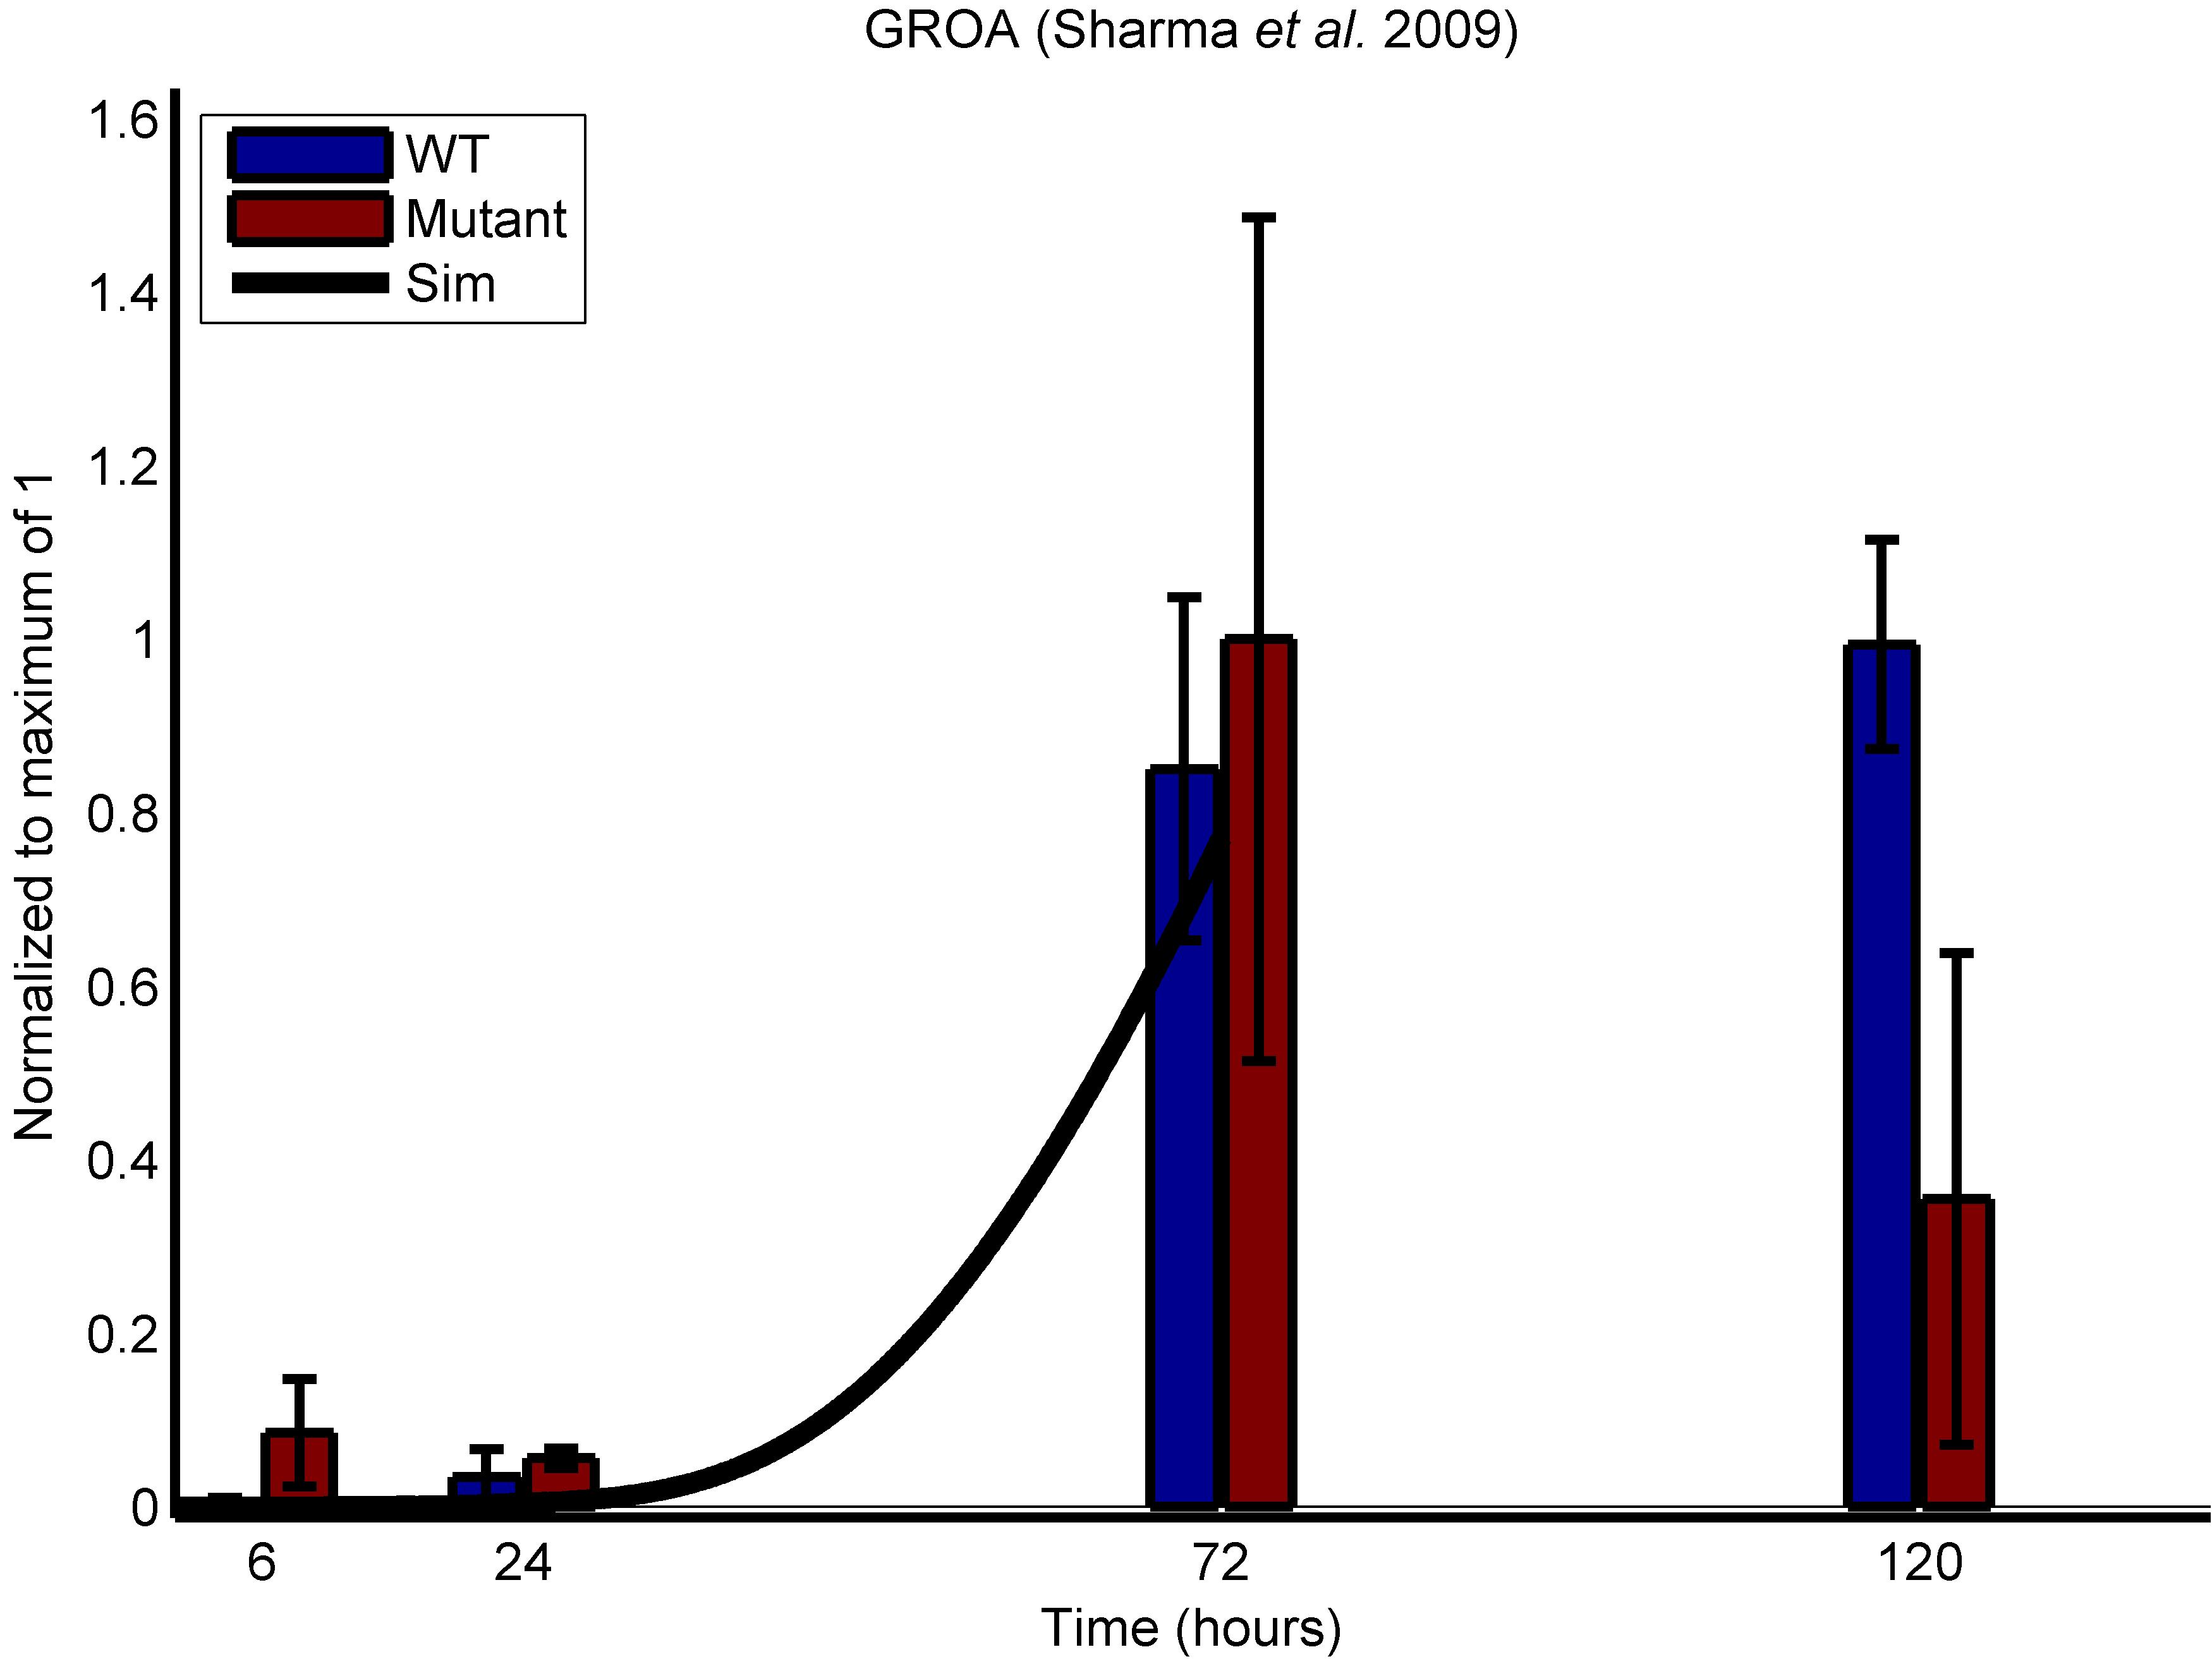 GROA (Sharma et al. 2009)
WT
Mutant
Sim
Normalized to maximum of 1
1.6
1.4
1.2
1
0.8
0.6
0.4
0.2
0
6 24 72 120
Time (hours)